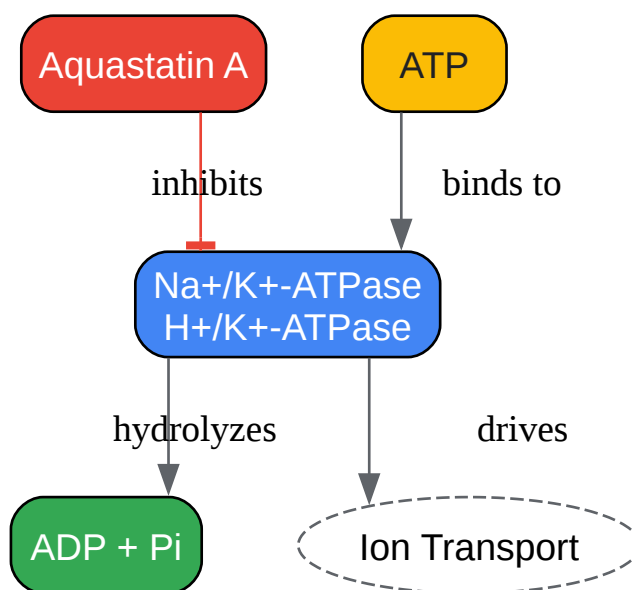 Aquastatin A
ATP
inhibits
binds to
Na+/K+-ATPase
H+/K+-ATPase
hydrolyzes
drives
ADP + Pi
Ion Transport